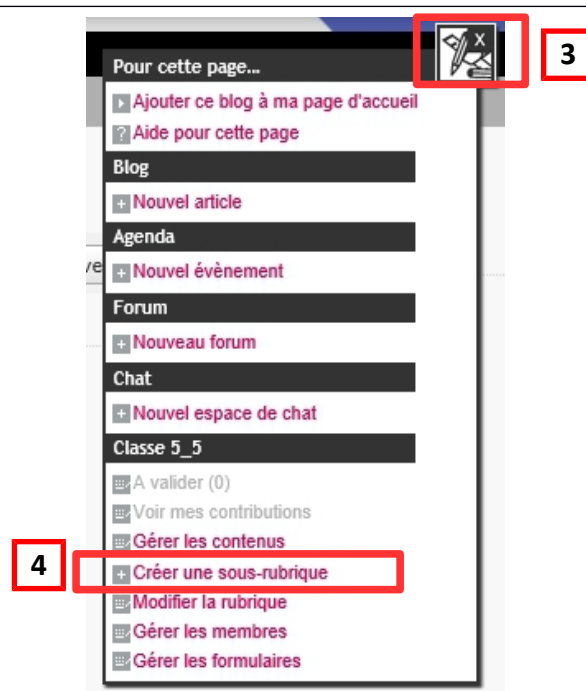 X
3
Pour cette page...
Ajouter ce blog à ma page d'accueil
? Aide pour cette page
Blog
+ Nouvel article
Agenda
ve
+ Nouvel évènement
Forum
+ Nouveau forum
Chat
+ Nouvel espace de chat
Classe 5_5
A valider (0)
Voir mes contributions
Gérer les contenus
4
+ Créer une sous-rubrique
Modifier la rubrique
Gérer les membres
Gérer les formulaires